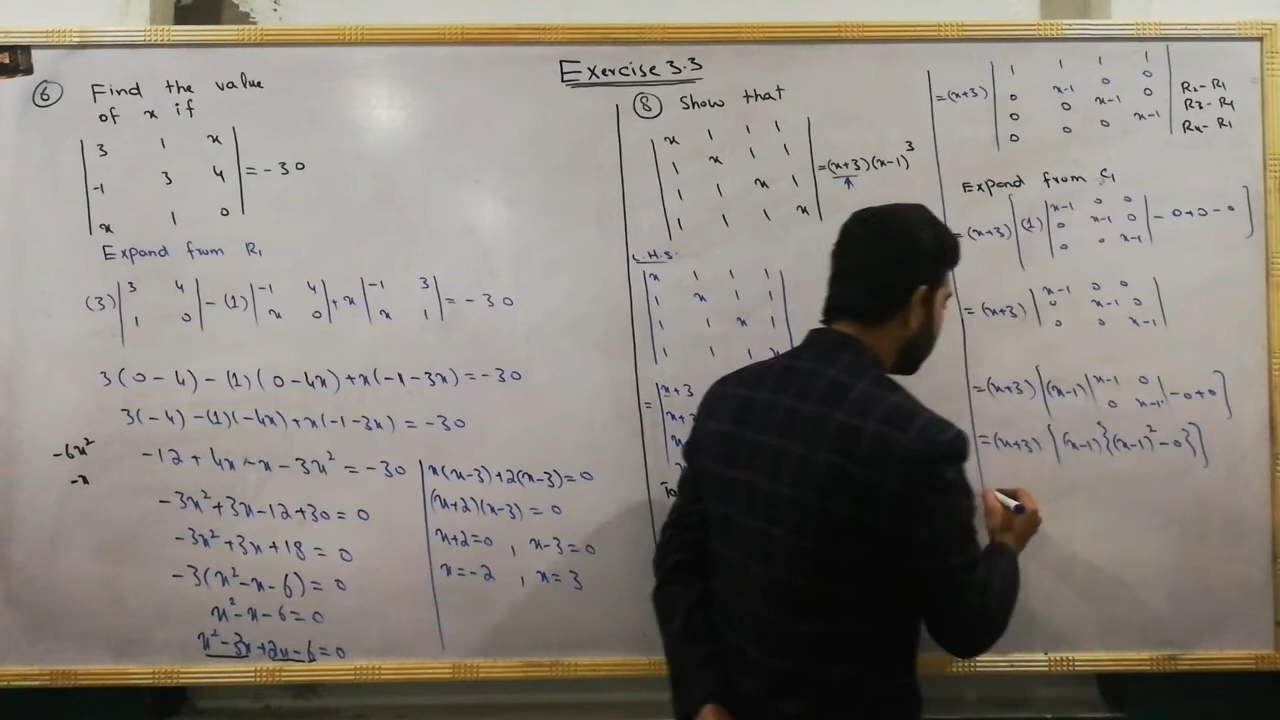 Exercise 3.3
⑥ Find the value
of x if
| 3 1 x |
| -1 3 4 | = -30
| x 1 0 |
Expand from R₁
(3) | 3 4 | - (1) | -1 4 | + x | -1 3 | = -30
| 1 0 | | x 0 | | x 1 |
3(0-4) - (1)(0-4x) + x(-1-3x) = -30
3(-4) - (1)(-4x) + x(-1-3x) = -30
-6x²
-x
-12 + 4x - x - 3x² = -30
-3x² + 3x - 12 + 30 = 0
-3x² + 3x + 18 = 0
-3(x² - x - 6) = 0
x² - x - 6 = 0
x² - 3x + 2x - 6 = 0
x(x-3) + 2(x-3) = 0
(x+2)(x-3) = 0
x+2=0 , x-3=0
x=-2 , x=3
⑧ Show that
| x 1 1 1 |
| 1 x 1 1 | = (x+3)(x-1)³
| 1 1 x 1 |
| 1 1 1 x |
L.H.S
| x 1 1 1 |
| 1 x 1 1 |
| 1 1 x 1 |
| 1 1 1 x
= | x+3
| x+3
= (x+3) | 1 1 1 1 |
| 0 x-1 0 0 | R₂-R₁
| 0 0 x-1 0 | R₃-R₁
| 0 0 0 x-1 | R₄-R₁
Expand from C₁
= (x+3) [ (1) | x-1 0 0 | - 0+0-0 ]
| 0 x-1 0 |
| 0 0 x-1 |
= (x+3) | x-1 0 0 |
| 0 x-1 0 |
| 0 0 x-1 |
= (x+3) [ (x-1) | x-1 0 | - 0+0 ]
| 0 x-1 |
= (x+3) [ (x-1) { (x-1)² - 0 } ]